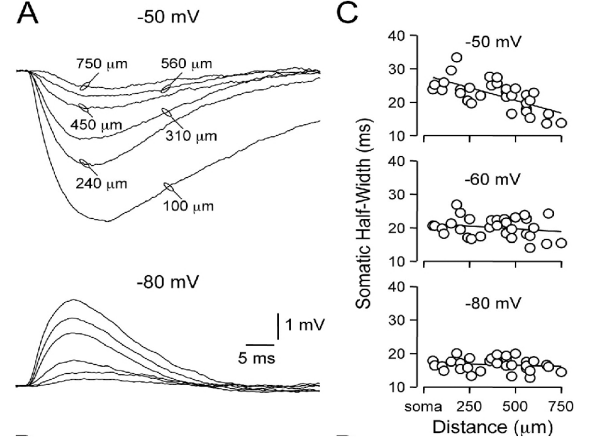 A
-50 mV
750 µm
560 µm
450 µm
310 µm
240 µm
100 µm
-80 mV
1 mV
5 ms
C
Somatic Half-Width (ms)
-50 mV
40
30
20
10
-60 mV
40
30
20
10
-80 mV
40
30
20
10
soma 250 500 750
Distance (µm)